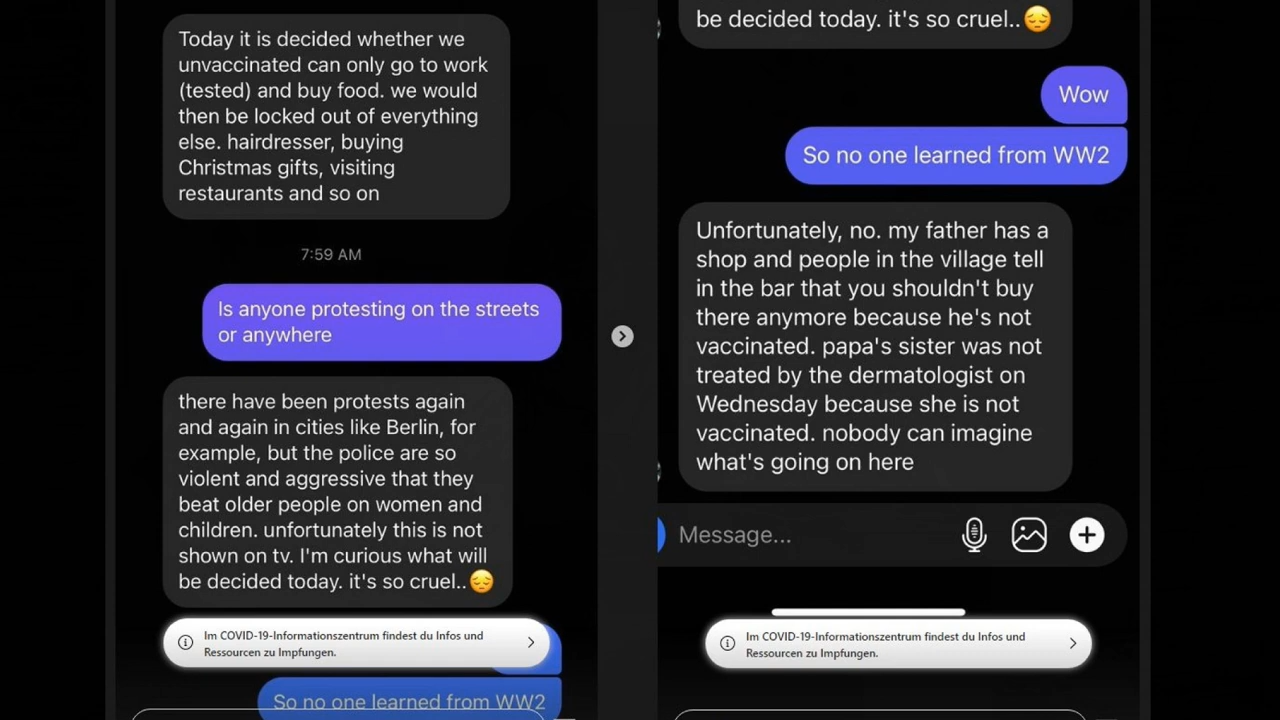 Today it is decided whether we
unvaccinated can only go to work
(tested) and buy food. we would
then be locked out of everything
else. hairdresser, buying
Christmas gifts, visiting
restaurants and so on
7:59 AM
Is anyone protesting on the streets
or anywhere
there have been protests again
and again in cities like Berlin, for
example, but the police are so
violent and aggressive that they
beat older people on women and
children. unfortunately this is not
shown on tv. I'm curious what will
be decided today. it's so cruel..😔
Im COVID-19-Informationszentrum findest du Infos und
Ressourcen zu Impfungen.
So no one learned from WW2
be decided today. it's so cruel..😔
Wow
So no one learned from WW2
Unfortunately, no. my father has a
shop and people in the village tell
in the bar that you shouldn't buy
there anymore because he's not
vaccinated. papa's sister was not
treated by the dermatologist on
Wednesday because she is not
vaccinated. nobody can imagine
what's going on here
Message...
Im COVID-19-Informationszentrum findest du Infos und
Ressourcen zu Impfungen.